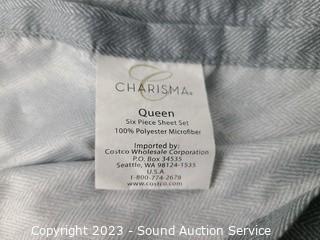 CHARISMA®
Queen
Six Piece Sheet Set
100% Polyester Microfiber
Imported by:
Costco Wholesale Corporation
P.O. Box 34535
Seattle, WA 98124-1535
U.S.A
1-800-774-2678
www.costco.com
Copyright 2023 - Sound Auction Service